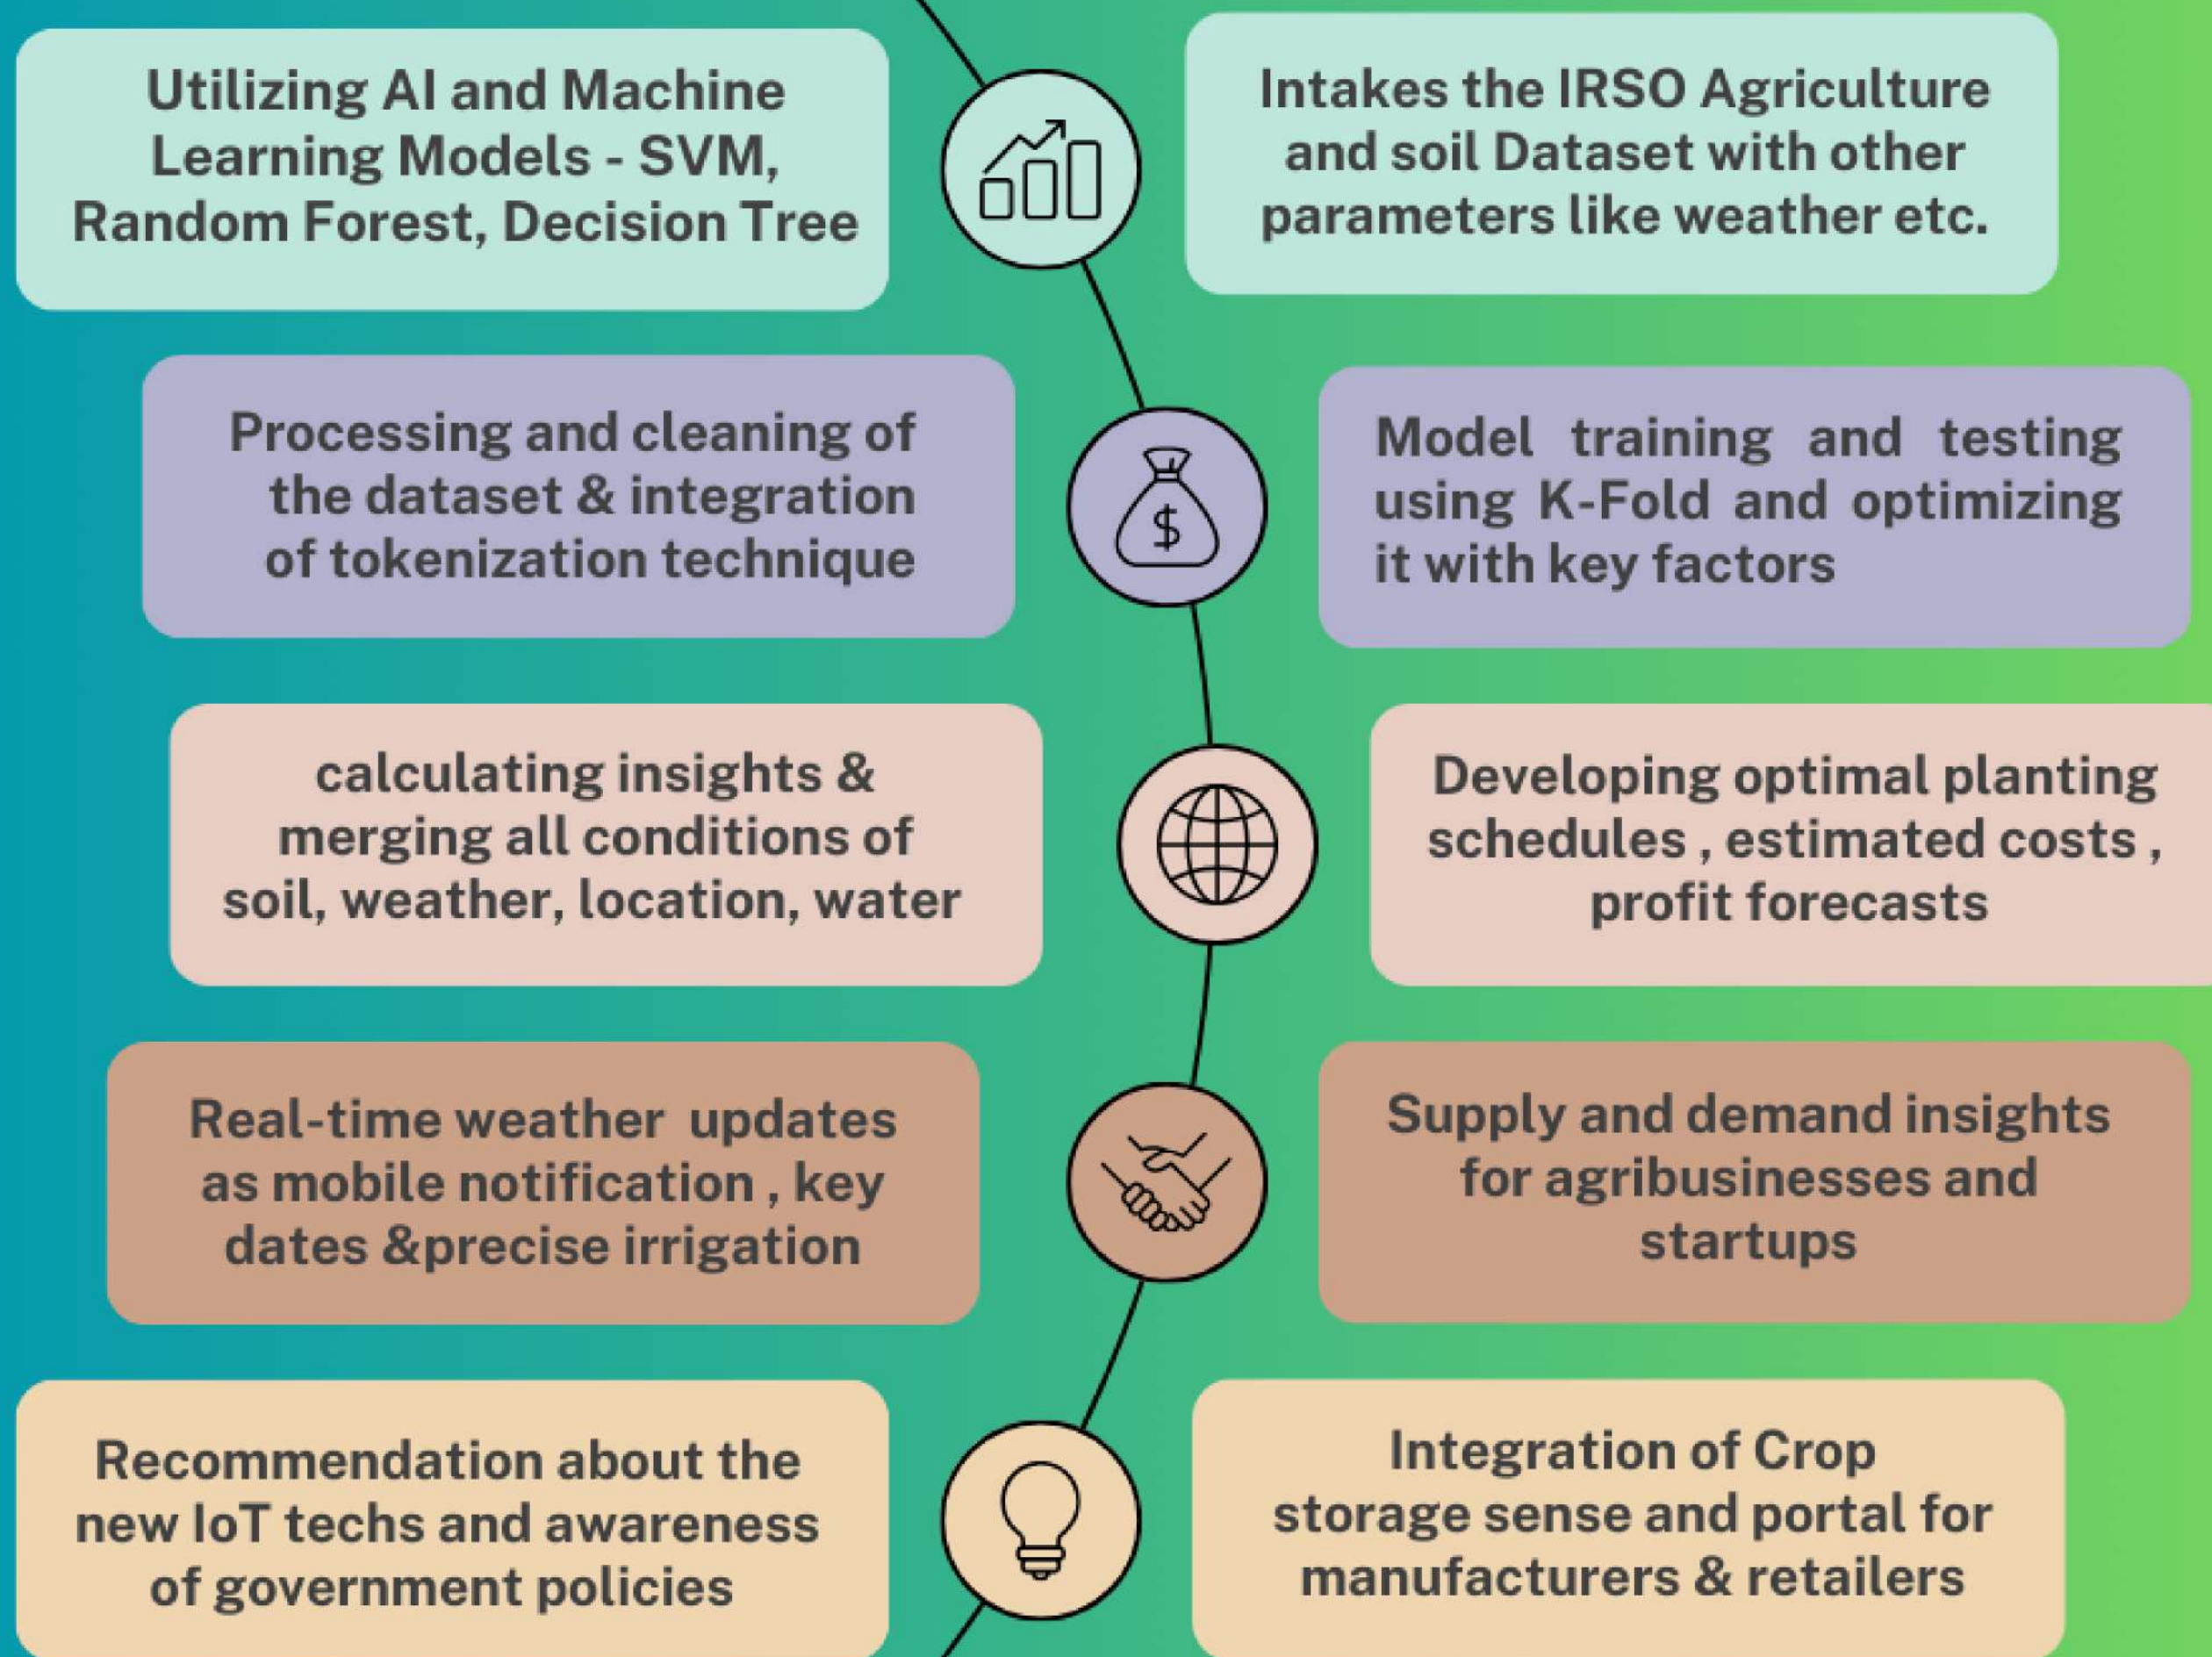 Utilizing AI and Machine
Learning Models - SVM,
Random Forest, Decision Tree
Intakes the IRSO Agriculture
and soil Dataset with other
parameters like weather etc.
Processing and cleaning of
the dataset & integration
of tokenization technique
Model training and testing
using K-Fold and optimizing
it with key factors
calculating insights &
merging all conditions of
soil, weather, location, water
Developing optimal planting
schedules , estimated costs ,
profit forecasts
Real-time weather updates
as mobile notification , key
dates &precise irrigation
Supply and demand insights
for agribusinesses and
startups
Recommendation about the
new IoT techs and awareness
of government policies
Integration of Crop
storage sense and portal for
manufacturers & retailers
$